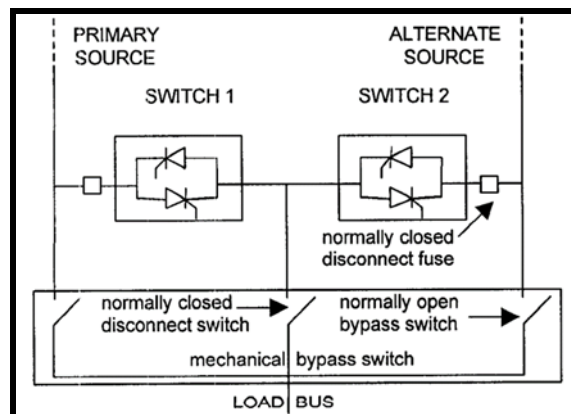 PRIMARY
SOURCE
ALTERNATE
SOURCE
SWITCH 1
SWITCH 2
normally closed
disconnect fuse
normally closed
disconnect switch
normally open
bypass switch
mechanical bypass switch
LOAD BUS